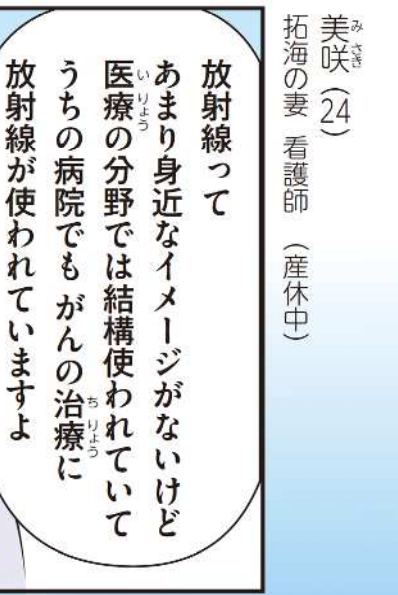 美咲（24）
拓海の妻　看護師　（産休中）
放射線って
あまり身近なイメージがないけど
医療の分野では結構使われていて
うちの病院でも がんの治療に
放射線が使われていますよ